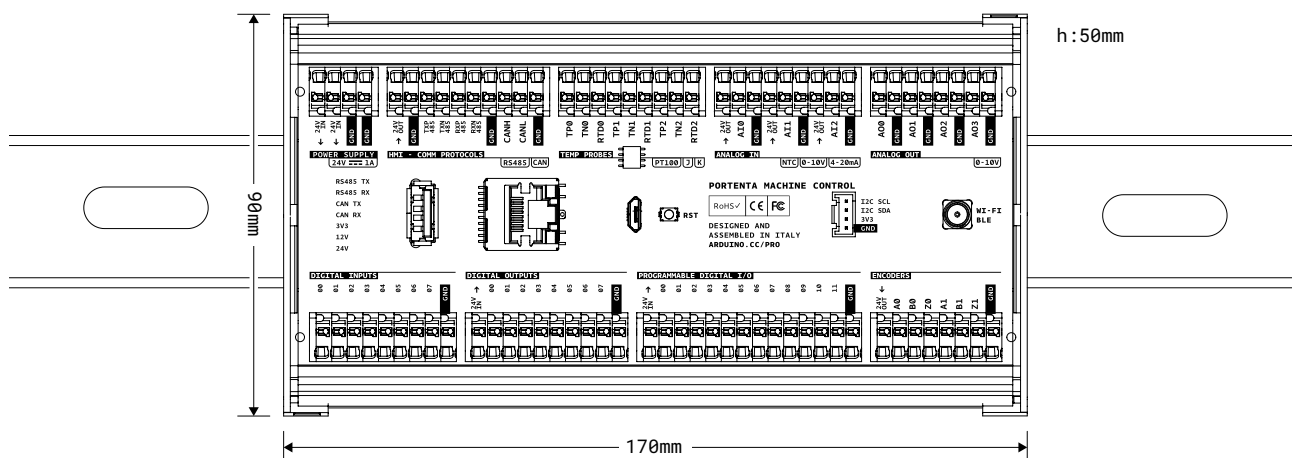 h:50mm
24V IN ↓
24V IN ↓
GND
GND
24V OUT ↑
GND
TXP 485
TXN 485
RXP 485
RXN 485
GND
CANH
CANL
GND
TP0
TN0
RTD0
TP1
TN1
RTD1
TP2
TN2
RTD2
24V OUT ↑
AI0
GND
24V OUT ↑
AI1
GND
24V OUT ↑
AI2
GND
AO0
GND
AO1
GND
AO2
GND
AO3
GND
POWER SUPPLY
24V 1A
HMI - COMM PROTOCOLS
RS485 CAN
TEMP PROBES
PT100 J K
ANALOG IN
NTC 0-10V 4-20mA
ANALOG OUT
0-10V
RS485 TX
RS485 RX
CAN TX
CAN RX
3V3
12V
24V
RST
PORTENTA MACHINE CONTROL
RoHS✓ CE FC
DESIGNED AND
ASSEMBLED IN ITALY
ARDUINO.CC/PRO
I2C SCL
I2C SDA
3V3
GND
WI-FI
BLE
90mm
DIGITAL INPUTS
00 01 02 03 04 05 06 07 GND
DIGITAL OUTPUTS
24V IN ↑ 00 01 02 03 04 05 06 07 GND
PROGRAMMABLE DIGITAL I/O
24V IN ↑ 00 01 02 03 04 05 06 07 08 09 10 11 GND
ENCODERS
24V OUT ↓ A0 B0 Z0 A1 B1 Z1 GND
170mm